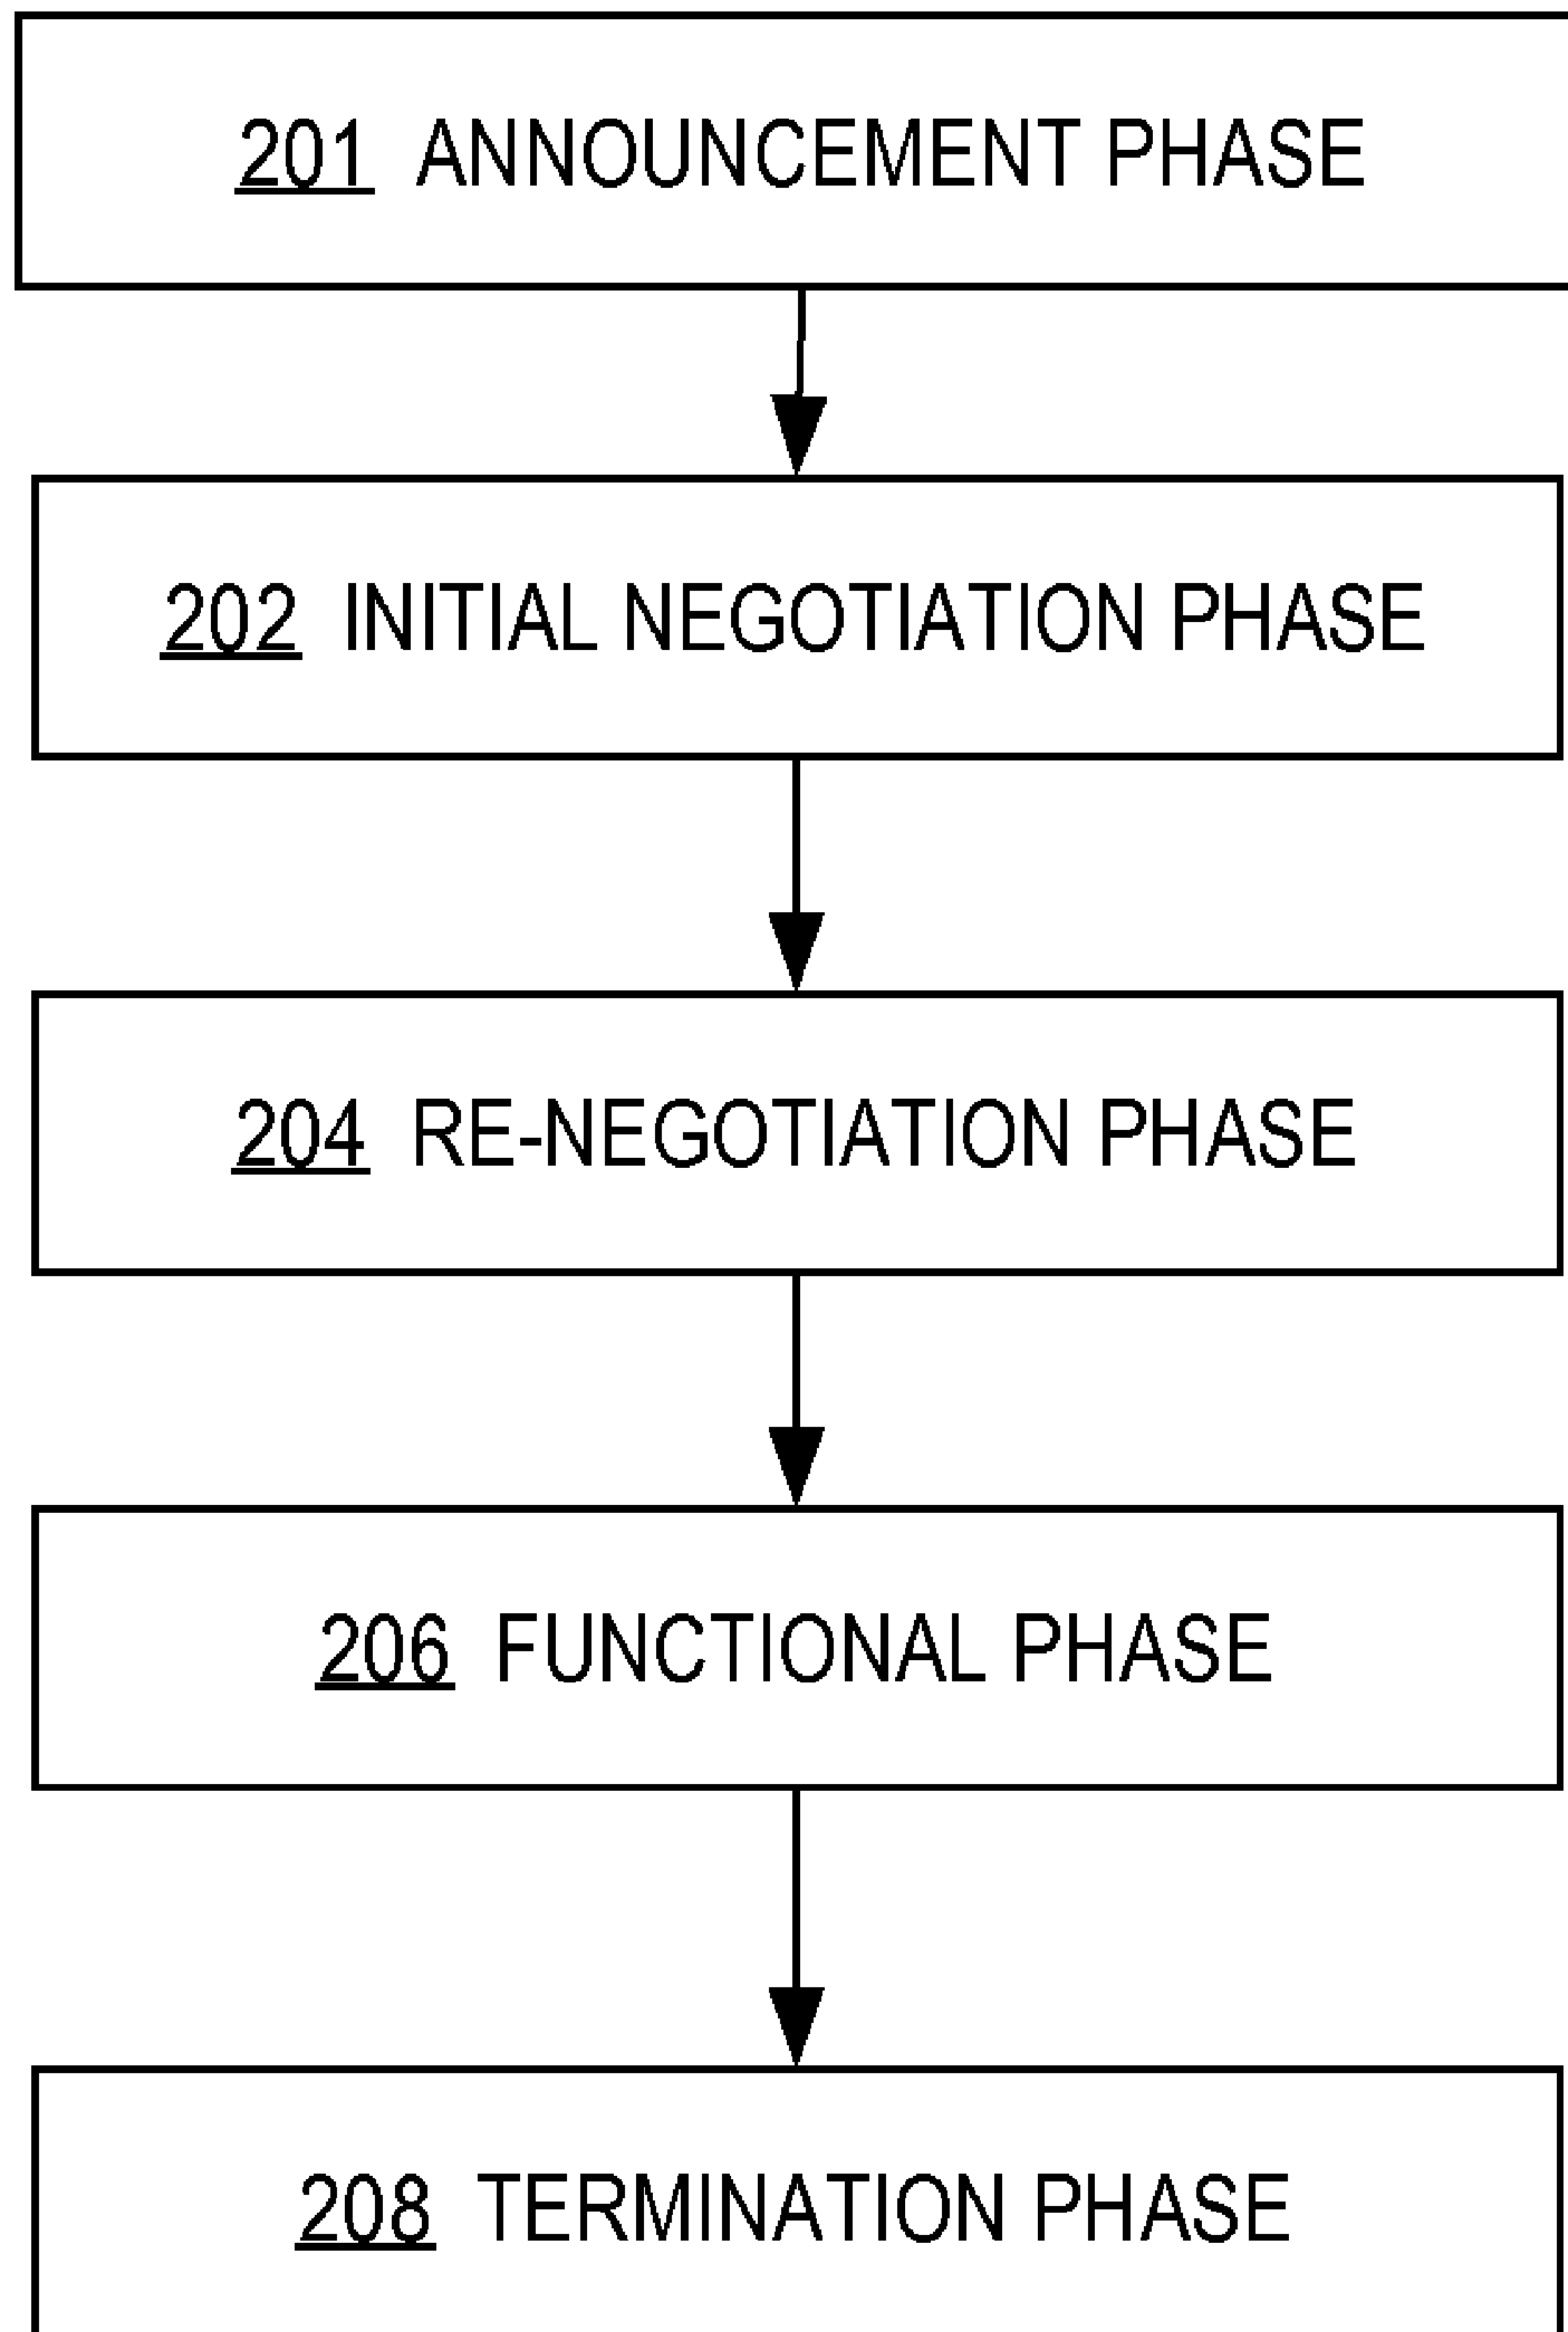 201 ANNOUNCEMENT PHASE
202 INITIAL NEGOTIATION PHASE
204 RE-NEGOTIATION PHASE
206 FUNCTIONAL PHASE
208 TERMINATION PHASE